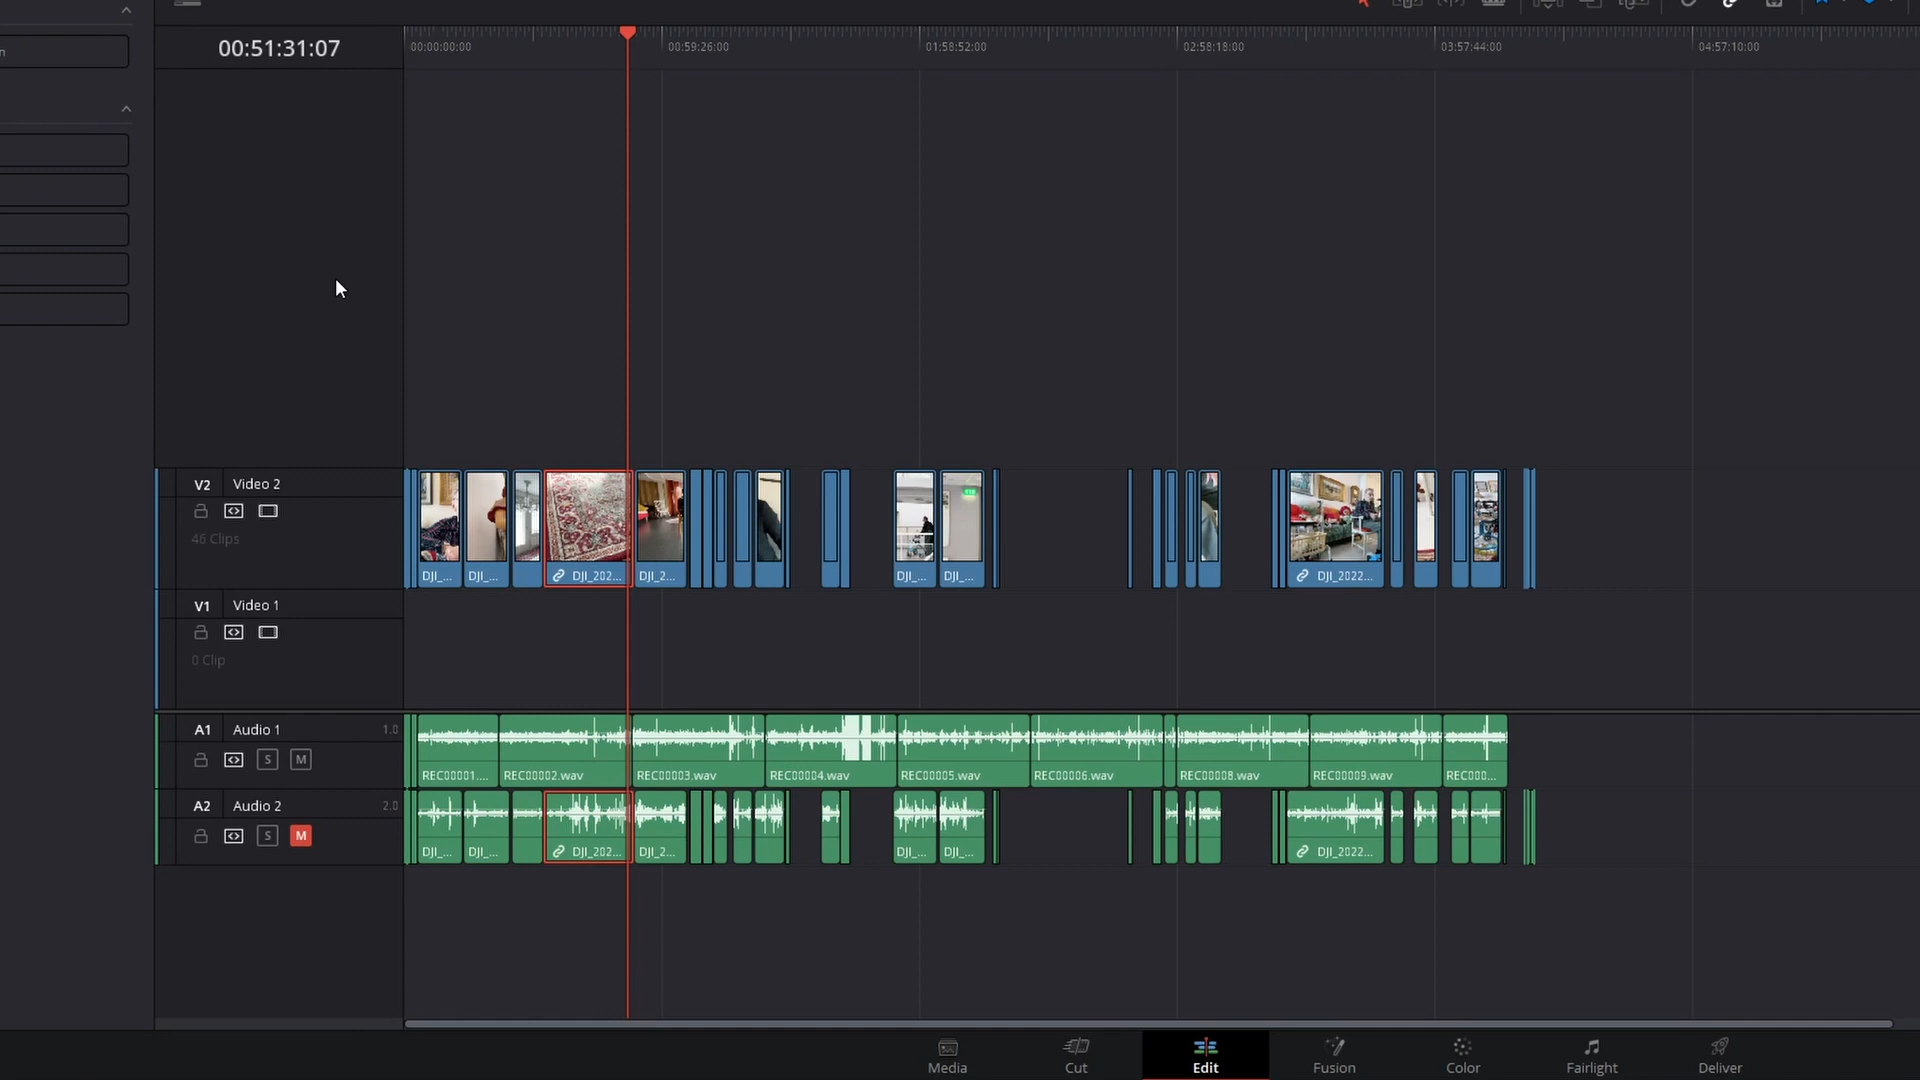 n
00:51:31:07
00:00:00:00
00:59:26:00
01:58:52:00
02:58:18:00
03:57:44:00
04:57:10:00
V2 Video 2
46 Clips
DJI_... DJI_... DJI_202... DJI_2... DJI_... DJI_... DJI_2022...
V1 Video 1
0 Clip
A1 Audio 1 1.0
S M
REC00001.... REC00002.wav REC00003.wav REC00004.wav REC00005.wav REC00006.wav REC00008.wav REC00009.wav REC000...
A2 Audio 2 2.0
S M
DJI_... DJI_... DJI_202... DJI_2... DJI_... DJI_... DJI_2022...
Media Cut Edit Fusion Color Fairlight Deliver